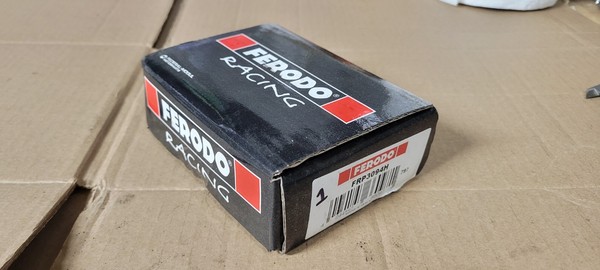 FERODO®
RACING
FERODO
RACING
FERODO
FRP3094H
1